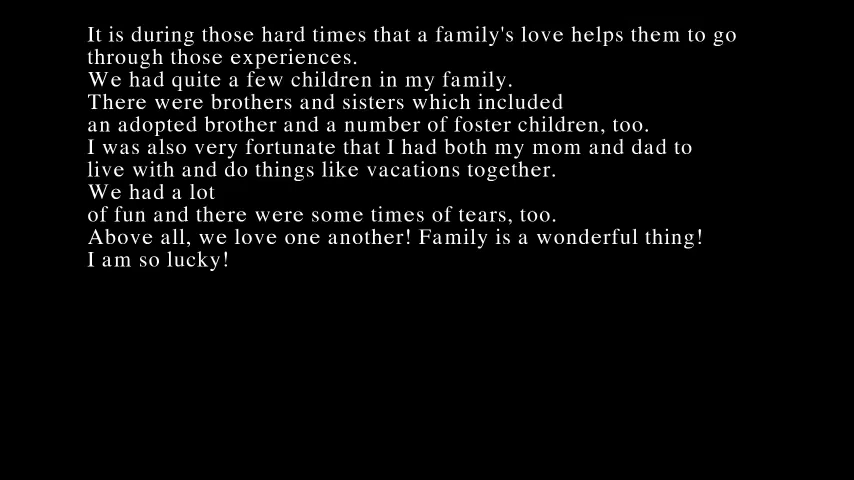 It is during those hard times that a family's love helps them to go
through those experiences.
We had quite a few children in my family.
There were brothers and sisters which included
an adopted brother and a number of foster children, too.
I was also very fortunate that I had both my mom and dad to
live with and do things like vacations together.
We had a lot
of fun and there were some times of tears, too.
Above all, we love one another! Family is a wonderful thing!
I am so lucky!